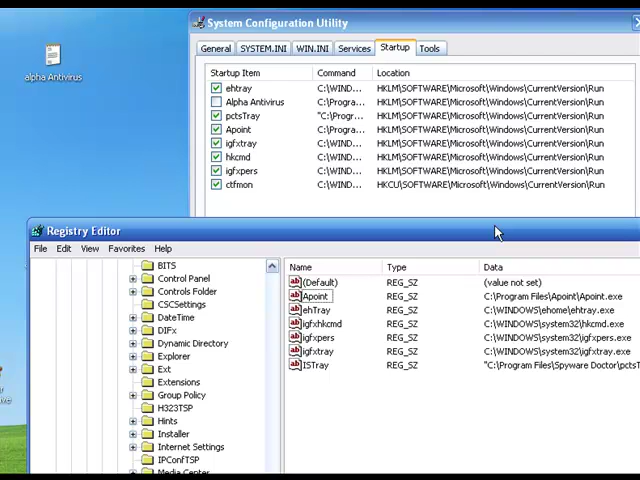 System Configuration Utility
General SYSTEM.INI WIN.INI Services Startup Tools
Startup Item Command Location
ehtray C:\WIND... HKLM\SOFTWARE\Microsoft\Windows\CurrentVersion\Run
Alpha Antivirus C:\Progra... HKLM\SOFTWARE\Microsoft\Windows\CurrentVersion\Run
pctsTray "C:\Prog... HKLM\SOFTWARE\Microsoft\Windows\CurrentVersion\Run
Apoint C:\Progra... HKLM\SOFTWARE\Microsoft\Windows\CurrentVersion\Run
igfxtray C:\WIND... HKLM\SOFTWARE\Microsoft\Windows\CurrentVersion\Run
hkcmd C:\WIND... HKLM\SOFTWARE\Microsoft\Windows\CurrentVersion\Run
igfxpers C:\WIND... HKLM\SOFTWARE\Microsoft\Windows\CurrentVersion\Run
ctfmon C:\WIND... HKCU\SOFTWARE\Microsoft\Windows\CurrentVersion\Run
alpha Antivirus
Registry Editor
File Edit View Favorites Help
BITS
Control Panel
Controls Folder
CSCSettings
DateTime
DIFx
Dynamic Directory
Explorer
Ext
Extensions
Group Policy
H323TSP
Hints
Installer
Internet Settings
IPConfTSP
Media Center
Name Type Data
(Default) REG_SZ (value not set)
Apoint REG_SZ C:\Program Files\Apoint\Apoint.exe
ehTray REG_SZ C:\WINDOWS\ehome\ehtray.exe
igfxhkcmd REG_SZ C:\WINDOWS\system32\hkcmd.exe
igfxpers REG_SZ C:\WINDOWS\system32\igfxpers.exe
igfxtray REG_SZ C:\WINDOWS\system32\igfxtray.exe
ISTray REG_SZ "C:\Program Files\Spyware Doctor\pctsT